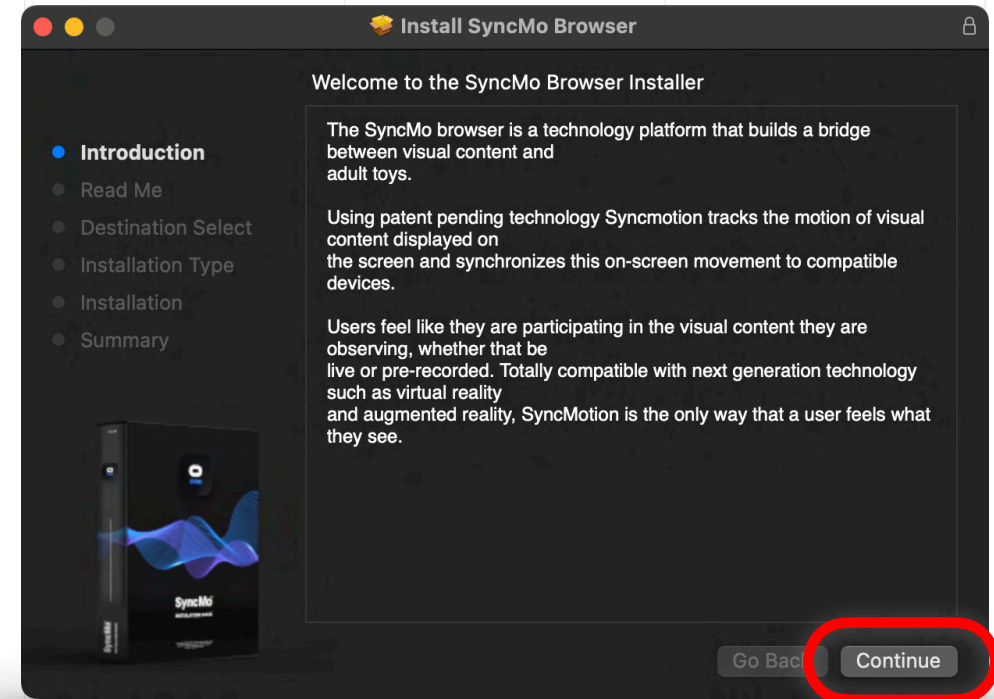 Install SyncMo Browser
Welcome to the SyncMo Browser Installer
Introduction
Read Me
Destination Select
Installation Type
Installation
Summary
The SyncMo browser is a technology platform that builds a bridge
between visual content and
adult toys.
Using patent pending technology Syncmotion tracks the motion of visual
content displayed on
the screen and synchronizes this on-screen movement to compatible
devices.
Users feel like they are participating in the visual content they are
observing, whether that be
live or pre-recorded. Totally compatible with next generation technology
such as virtual reality
and augmented reality, SyncMotion is the only way that a user feels what
they see.
SyncMo
SyncMo
Go Back
Continue